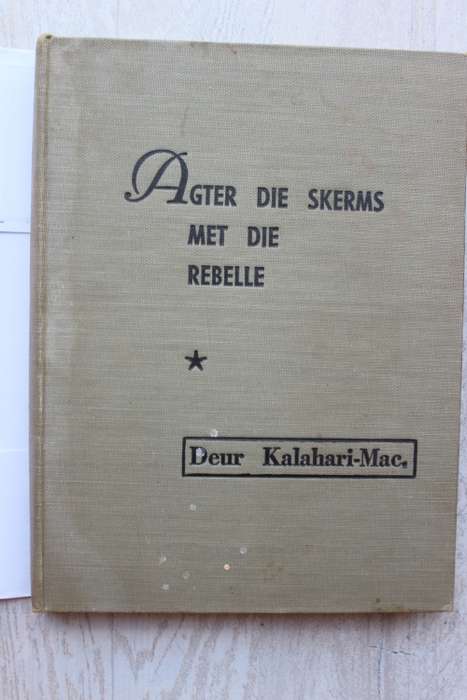 AGTER DIE SKERMS
MET DIE
REBELLE
Deur Kalahari-Mac.